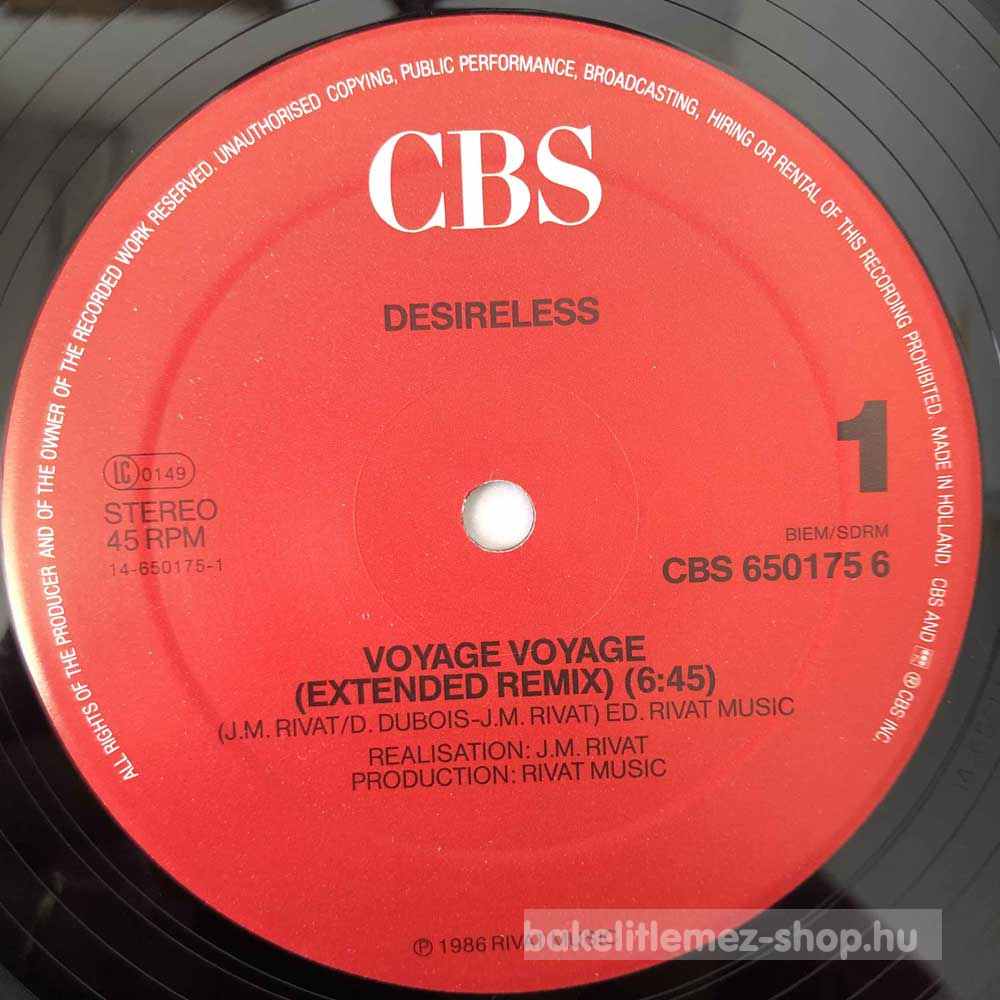 ALL RIGHTS OF THE PRODUCER AND OF THE OWNER OF THE RECORDED WORK RESERVED. UNAUTHORISED COPYING, PUBLIC PERFORMANCE, BROADCASTING, HIRING OR RENTAL OF THIS RECORDING PROHIBITED. MADE IN HOLLAND. CBS AND ® CBS INC.
CBS
DESIRELESS
1
LC 0149
STEREO
45 RPM
14-650175-1
BIEM/SDRM
CBS 650175 6
VOYAGE VOYAGE
(EXTENDED REMIX) (6:45)
(J.M. RIVAT/D. DUBOIS-J.M. RIVAT) ED. RIVAT MUSIC
REALISATION: J.M. RIVAT
PRODUCTION: RIVAT MUSIC
℗ 1986 RIVAT MUSIC
bakelitlemez-shop.hu